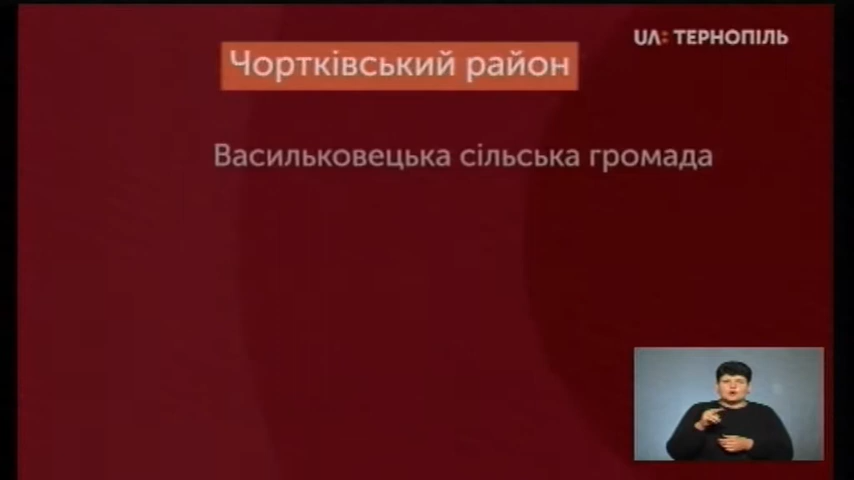 UA: ТЕРНОПІЛЬ
Чортківський район
Васильковецька сільська громада